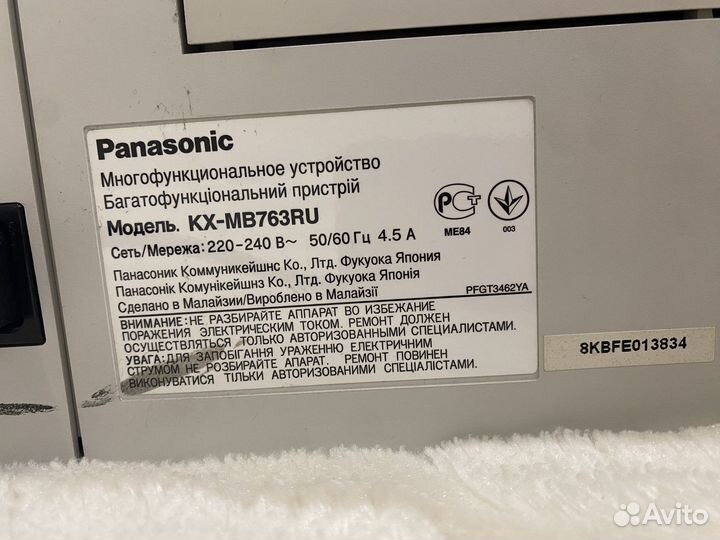 Panasonic
Многофункциональное устройство
Багатофункціональний пристрій
Модель. KX-MB763RU
Сеть/Мережа: 220-240 В~ 50/60 Гц 4.5 А
Панасоник Коммуникейшнс Ко., Лтд. Фукуока Япония
Панасонік Комунікейшнз Ко., Лтд. Фукуока Японія
Сделано в Малайзии/Вироблено в Малайзії
PFGT3462YA
РСТ
ME84
003
ВНИМАНИЕ: НЕ РАЗБИРАЙТЕ АППАРАТ ВО ИЗБЕЖАНИЕ
ПОРАЖЕНИЯ ЭЛЕКТРИЧЕСКИМ ТОКОМ. РЕМОНТ ДОЛЖЕН
ОСУЩЕСТВЛЯТЬСЯ ТОЛЬКО АВТОРИЗОВАННЫМИ СПЕЦИАЛИСТАМИ.
УВАГА: ДЛЯ ЗАПОБІГАННЯ УРАЖЕННЮ ЕЛЕКТРИЧНИМ
СТРУМОМ НЕ РОЗБИРАЙТЕ АПАРАТ. РЕМОНТ ПОВИНЕН
ВИКОНУВАТИСЯ ТІЛЬКИ АВТОРИЗОВАНИМИ СПЕЦІАЛІСТАМИ.
8KBFE013834
Avito